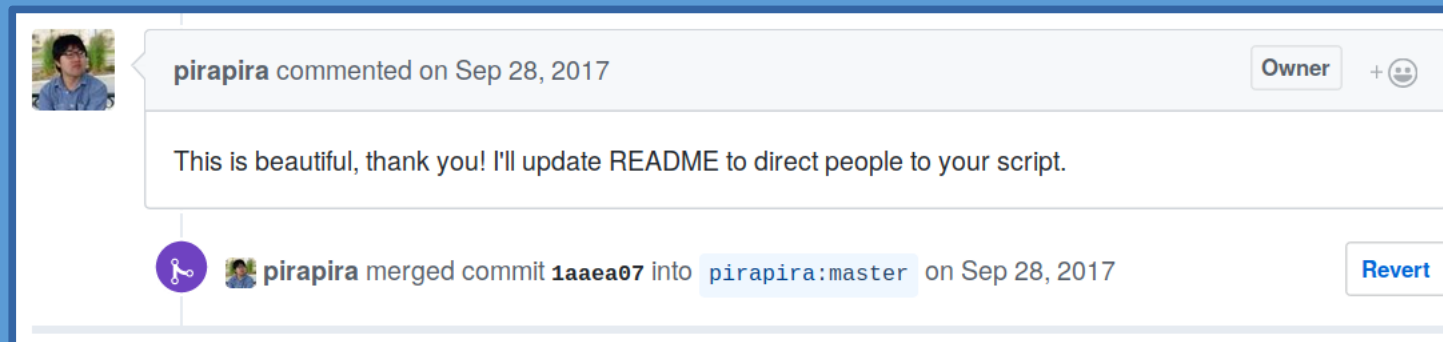 pirapira commented on Sep 28, 2017 Owner +
This is beautiful, thank you! I'll update README to direct people to your script.
pirapira merged commit 1aaea07 into pirapira:master on Sep 28, 2017 Revert